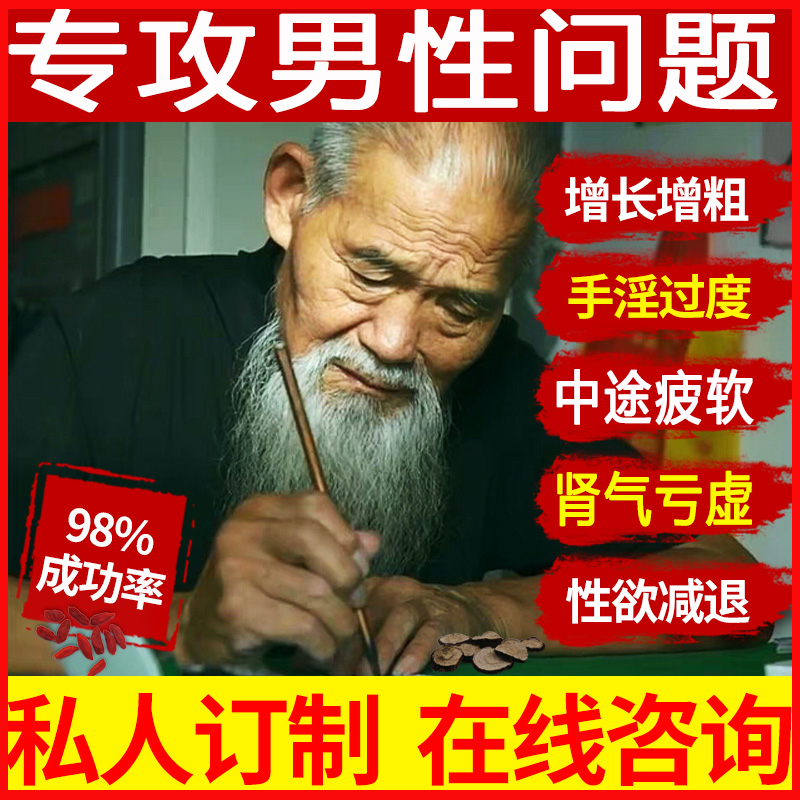 专攻男性问题
增长增粗
手淫过度
中途疲软
肾气亏虚
性欲减退
98%
成功率
私人订制 在线咨询